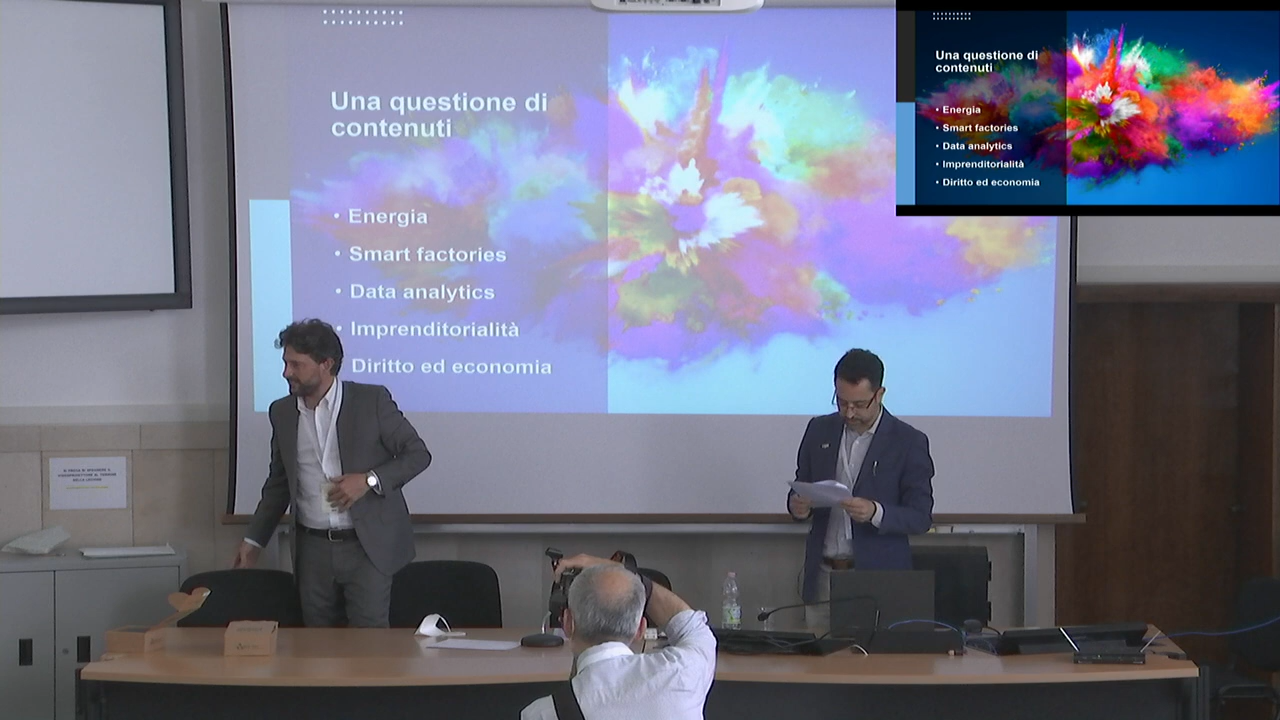 Una questione di
contenuti
• Energia
• Smart factories
• Data analytics
• Imprenditorialità
Diritto ed economia
Una questione di
contenuti
• Energia
• Smart factories
• Data analytics
• Imprenditorialità
• Diritto ed economia